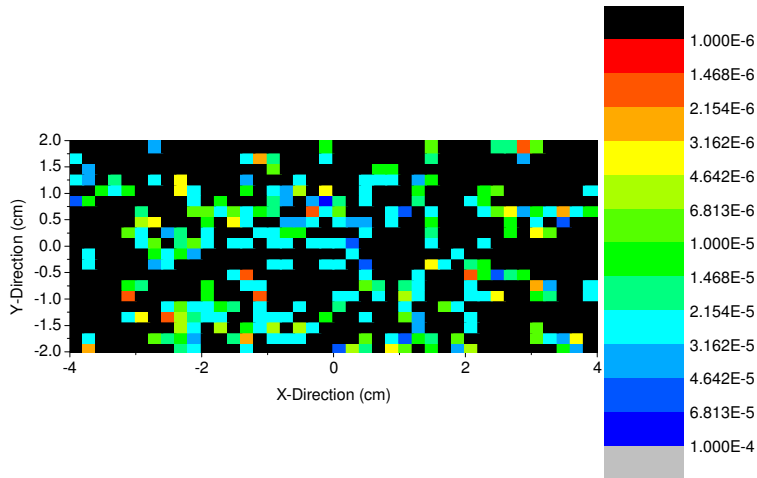 1.000E-6
1.468E-6
2.154E-6
3.162E-6
4.642E-6
6.813E-6
1.000E-5
1.468E-5
2.154E-5
3.162E-5
4.642E-5
6.813E-5
1.000E-4
2.0
1.5
1.0
0.5
0.0
-0.5
-1.0
-1.5
-2.0
Y-Direction (cm)
-4
-2
0
2
4
X-Direction (cm)